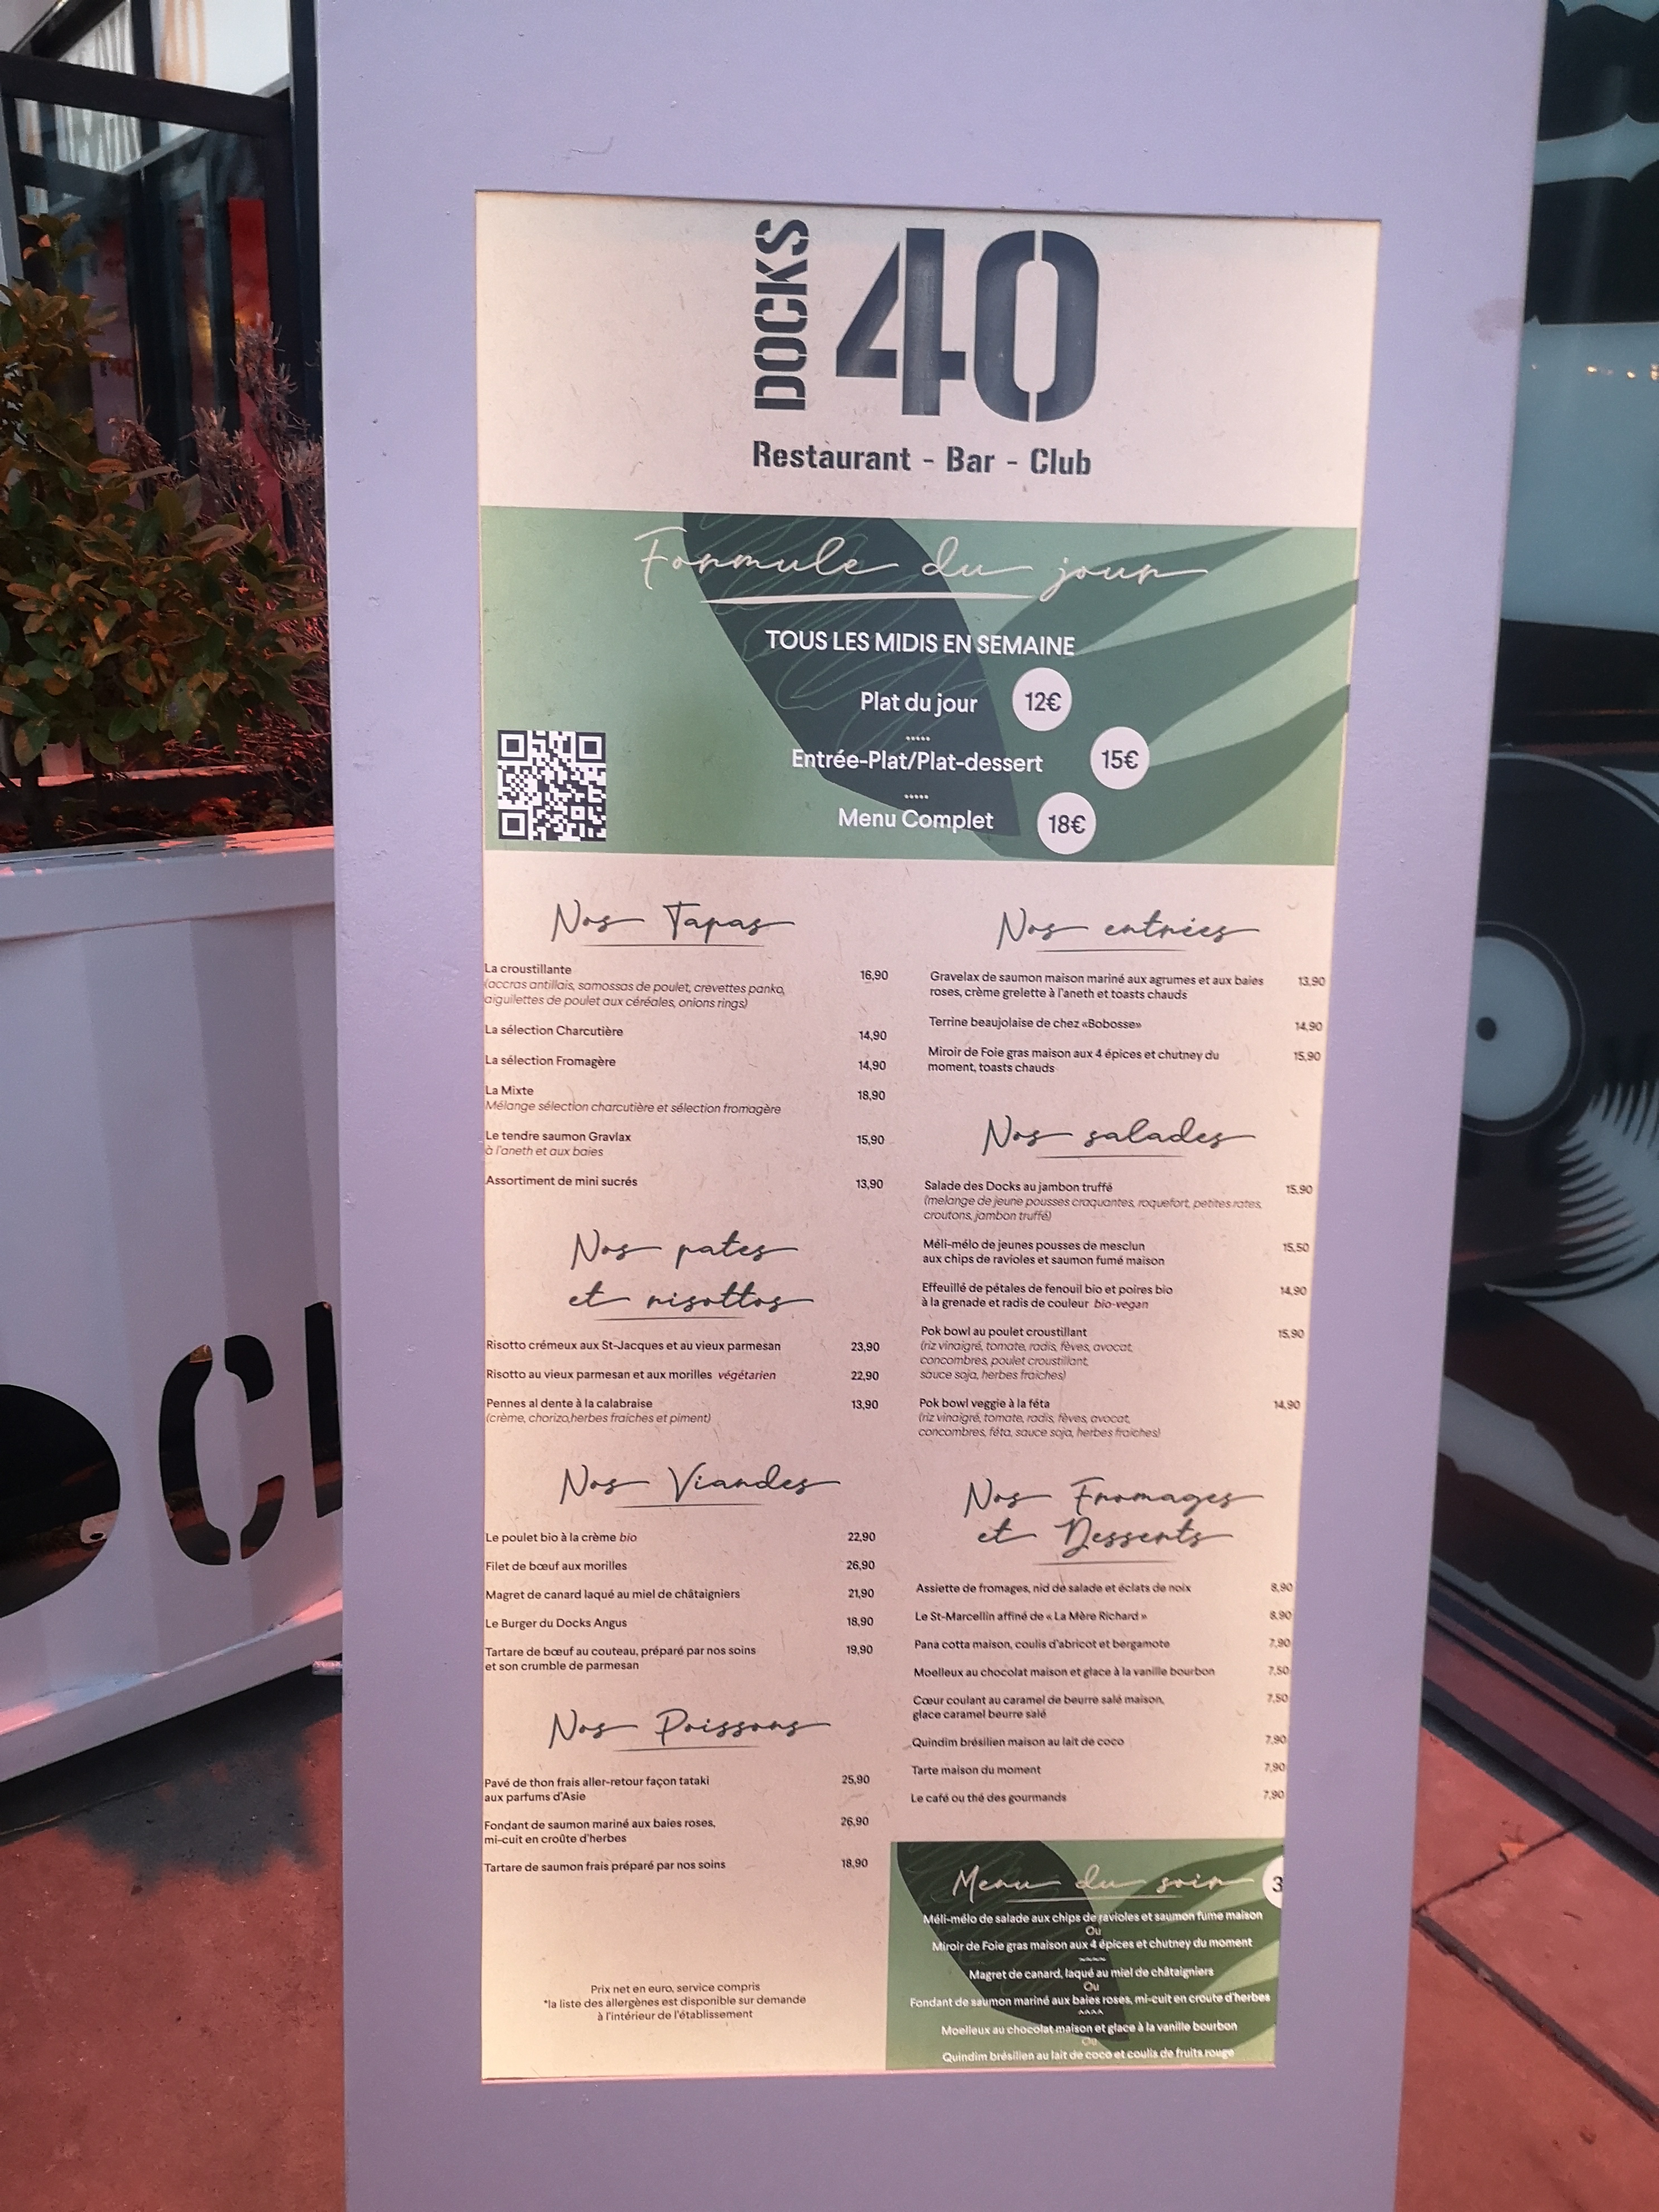 DOCKS
40
Restaurant - Bar - Club
Formule du jour
TOUS LES MIDIS EN SEMAINE
Plat du jour 12€
Entrée-Plat/Plat-dessert 15€
Menu Complet 18€
Nos Tapas
La croustillante 16,90
(accras antillais, samossas de poulet, crevettes panko,
aiguilettes de poulet aux céréales, onions rings)
La sélection Charcutière 14,90
La sélection Fromagère 14,90
La Mixte 18,90
Mélange sélection charcutière et sélection fromagère
Le tendre saumon Gravlax 15,90
à l'aneth et aux baies
Assortiment de mini sucrés 13,90
Nos pates
et risottos
Risotto crémeux aux St-Jacques et au vieux parmesan 23,90
Risotto au vieux parmesan et aux morilles végétarien 22,90
Pennes al dente à la calabraise 13,90
(crème, chorizo,herbes fraîches et piment)
Nos Viandes
Le poulet bio à la crème bio 22,90
Filet de bœuf aux morilles 26,90
Magret de canard laqué au miel de châtaigniers 21,90
Le Burger du Docks Angus 18,90
Tartare de bœuf au couteau, préparé par nos soins 19,90
et son crumble de parmesan
Nos Poissons
Pavé de thon frais aller-retour façon tataki 25,90
aux parfums d'Asie
Fondant de saumon mariné aux baies roses, 26,90
mi-cuit en croûte d'herbes
Tartare de saumon frais préparé par nos soins 18,90
Prix net en euro, service compris
*la liste des allergènes est disponible sur demande
à l'intérieur de l'établissement
Nos entrées
Gravelax de saumon maison mariné aux agrumes et aux baies 13,90
roses, crème grelette à l'aneth et toasts chauds
Terrine beaujolaise de chez «Bobosse» 14,90
Miroir de Foie gras maison aux 4 épices et chutney du 15,90
moment, toasts chauds
Nos salades
Salade des Docks au jambon truffé 15,90
(melange de jeune pousses craquantes, roquefort, petites rates,
croutons, jambon truffé)
Méli-mélo de jeunes pousses de mesclun 15,50
aux chips de ravioles et saumon fumé maison
Effeuillé de pétales de fenouil bio et poires bio 14,90
à la grenade et radis de couleur bio-vegan
Pok bowl au poulet croustillant 15,90
(riz vinaigré, tomate, radis, fèves, avocat,
concombres, poulet croustillant,
sauce soja, herbes fraiches)
Pok bowl veggie à la féta 14,90
(riz vinaigré, tomate, radis, fèves, avocat,
concombres, féta, sauce soja, herbes fraiches)
Nos Fromages
et Desserts
Assiette de fromages, nid de salade et éclats de noix 8,90
Le St-Marcellin affiné de « La Mère Richard » 8,90
Pana cotta maison, coulis d'abricot et bergamote 7,90
Moelleux au chocolat maison et glace à la vanille bourbon 7,50
Cœur coulant au caramel de beurre salé maison, 7,50
glace caramel beurre salé
Quindim brésilien maison au lait de coco 7,90
Tarte maison du moment 7,90
Le café ou thé des gourmands 7,90
Menu du soir 3
Méli-mélo de salade aux chips de ravioles et saumon fume maison
Ou
Miroir de Foie gras maison aux 4 épices et chutney du moment
~~~~
Magret de canard, laqué au miel de châtaigniers
Ou
Fondant de saumon mariné aux baies roses, mi-cuit en croute d'herbes
^^^^
Moelleux au chocolat maison et glace à la vanille bourbon
Ou
Quindim brésilien au lait de coco et coulis de fruits rouge